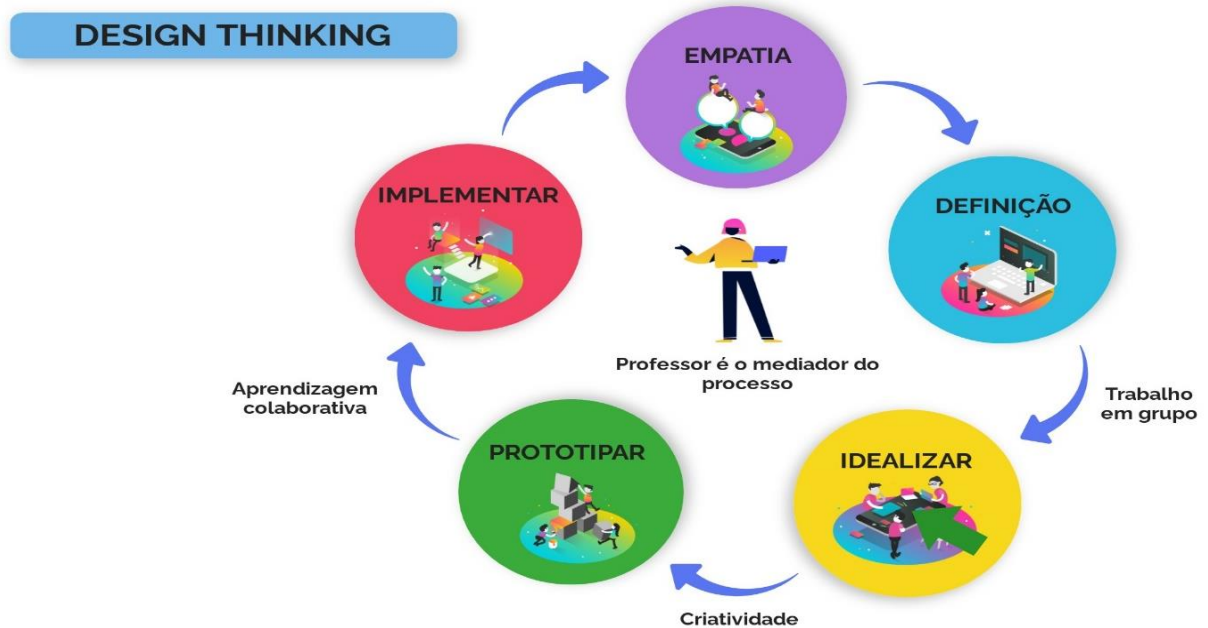 DESIGN THINKING
EMPATIA
DEFINIÇÃO
Trabalho
em grupo
IDEALIZAR
Criatividade
PROTOTIPAR
Aprendizagem
colaborativa
IMPLEMENTAR
Professor é o mediador do
processo